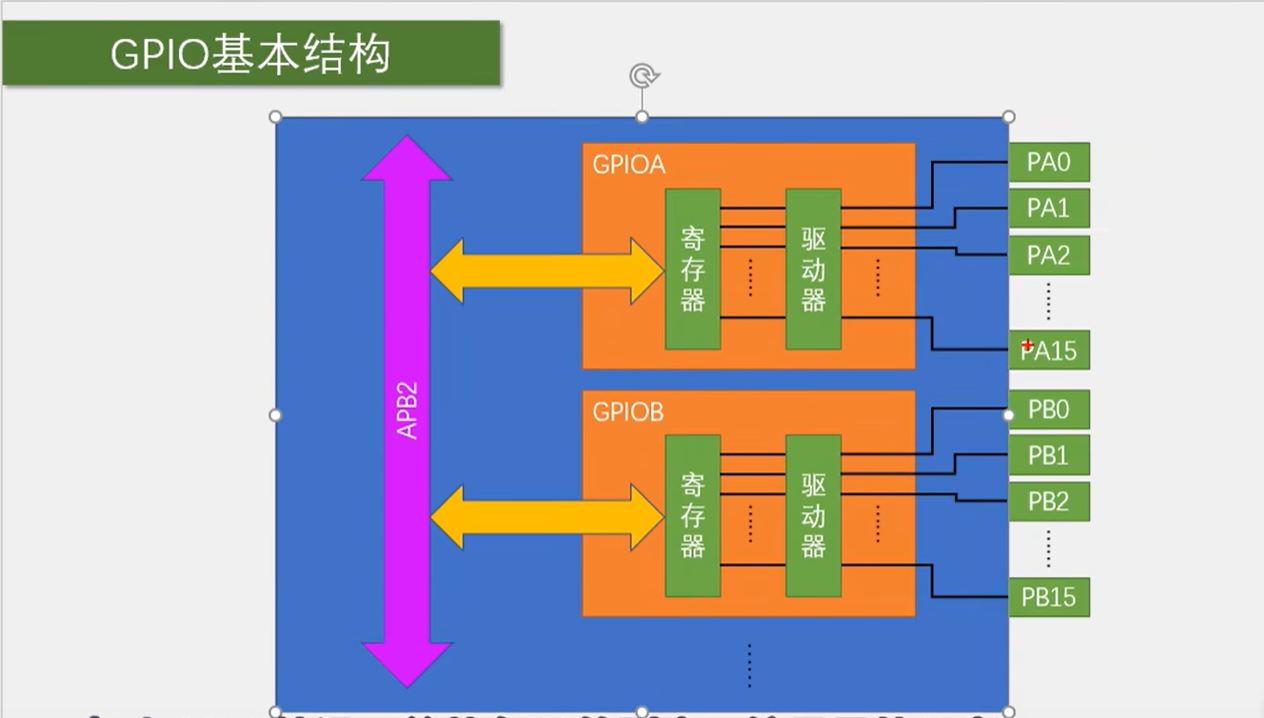 GPIO基本结构
GPIOA
寄存器
驱动器
PA0
PA1
PA2
PA15
APB2
GPIOB
寄存器
驱动器
PB0
PB1
PB2
PB15